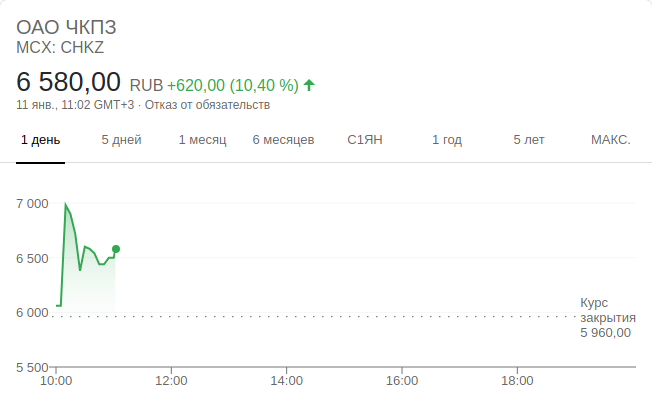 ОАО ЧКПЗ
MCX: CHKZ
6 580,00 RUB +620,00 (10,40 %)
11 янв., 11:02 GMT+3 · Отказ от обязательств
1 день 5 дней 1 месяц 6 месяцев С1ЯН 1 год 5 лет МАКС.
7 000
6 500
6 000
5 500
Курс
закрытия
5 960,00
10:00 12:00 14:00 16:00 18:00